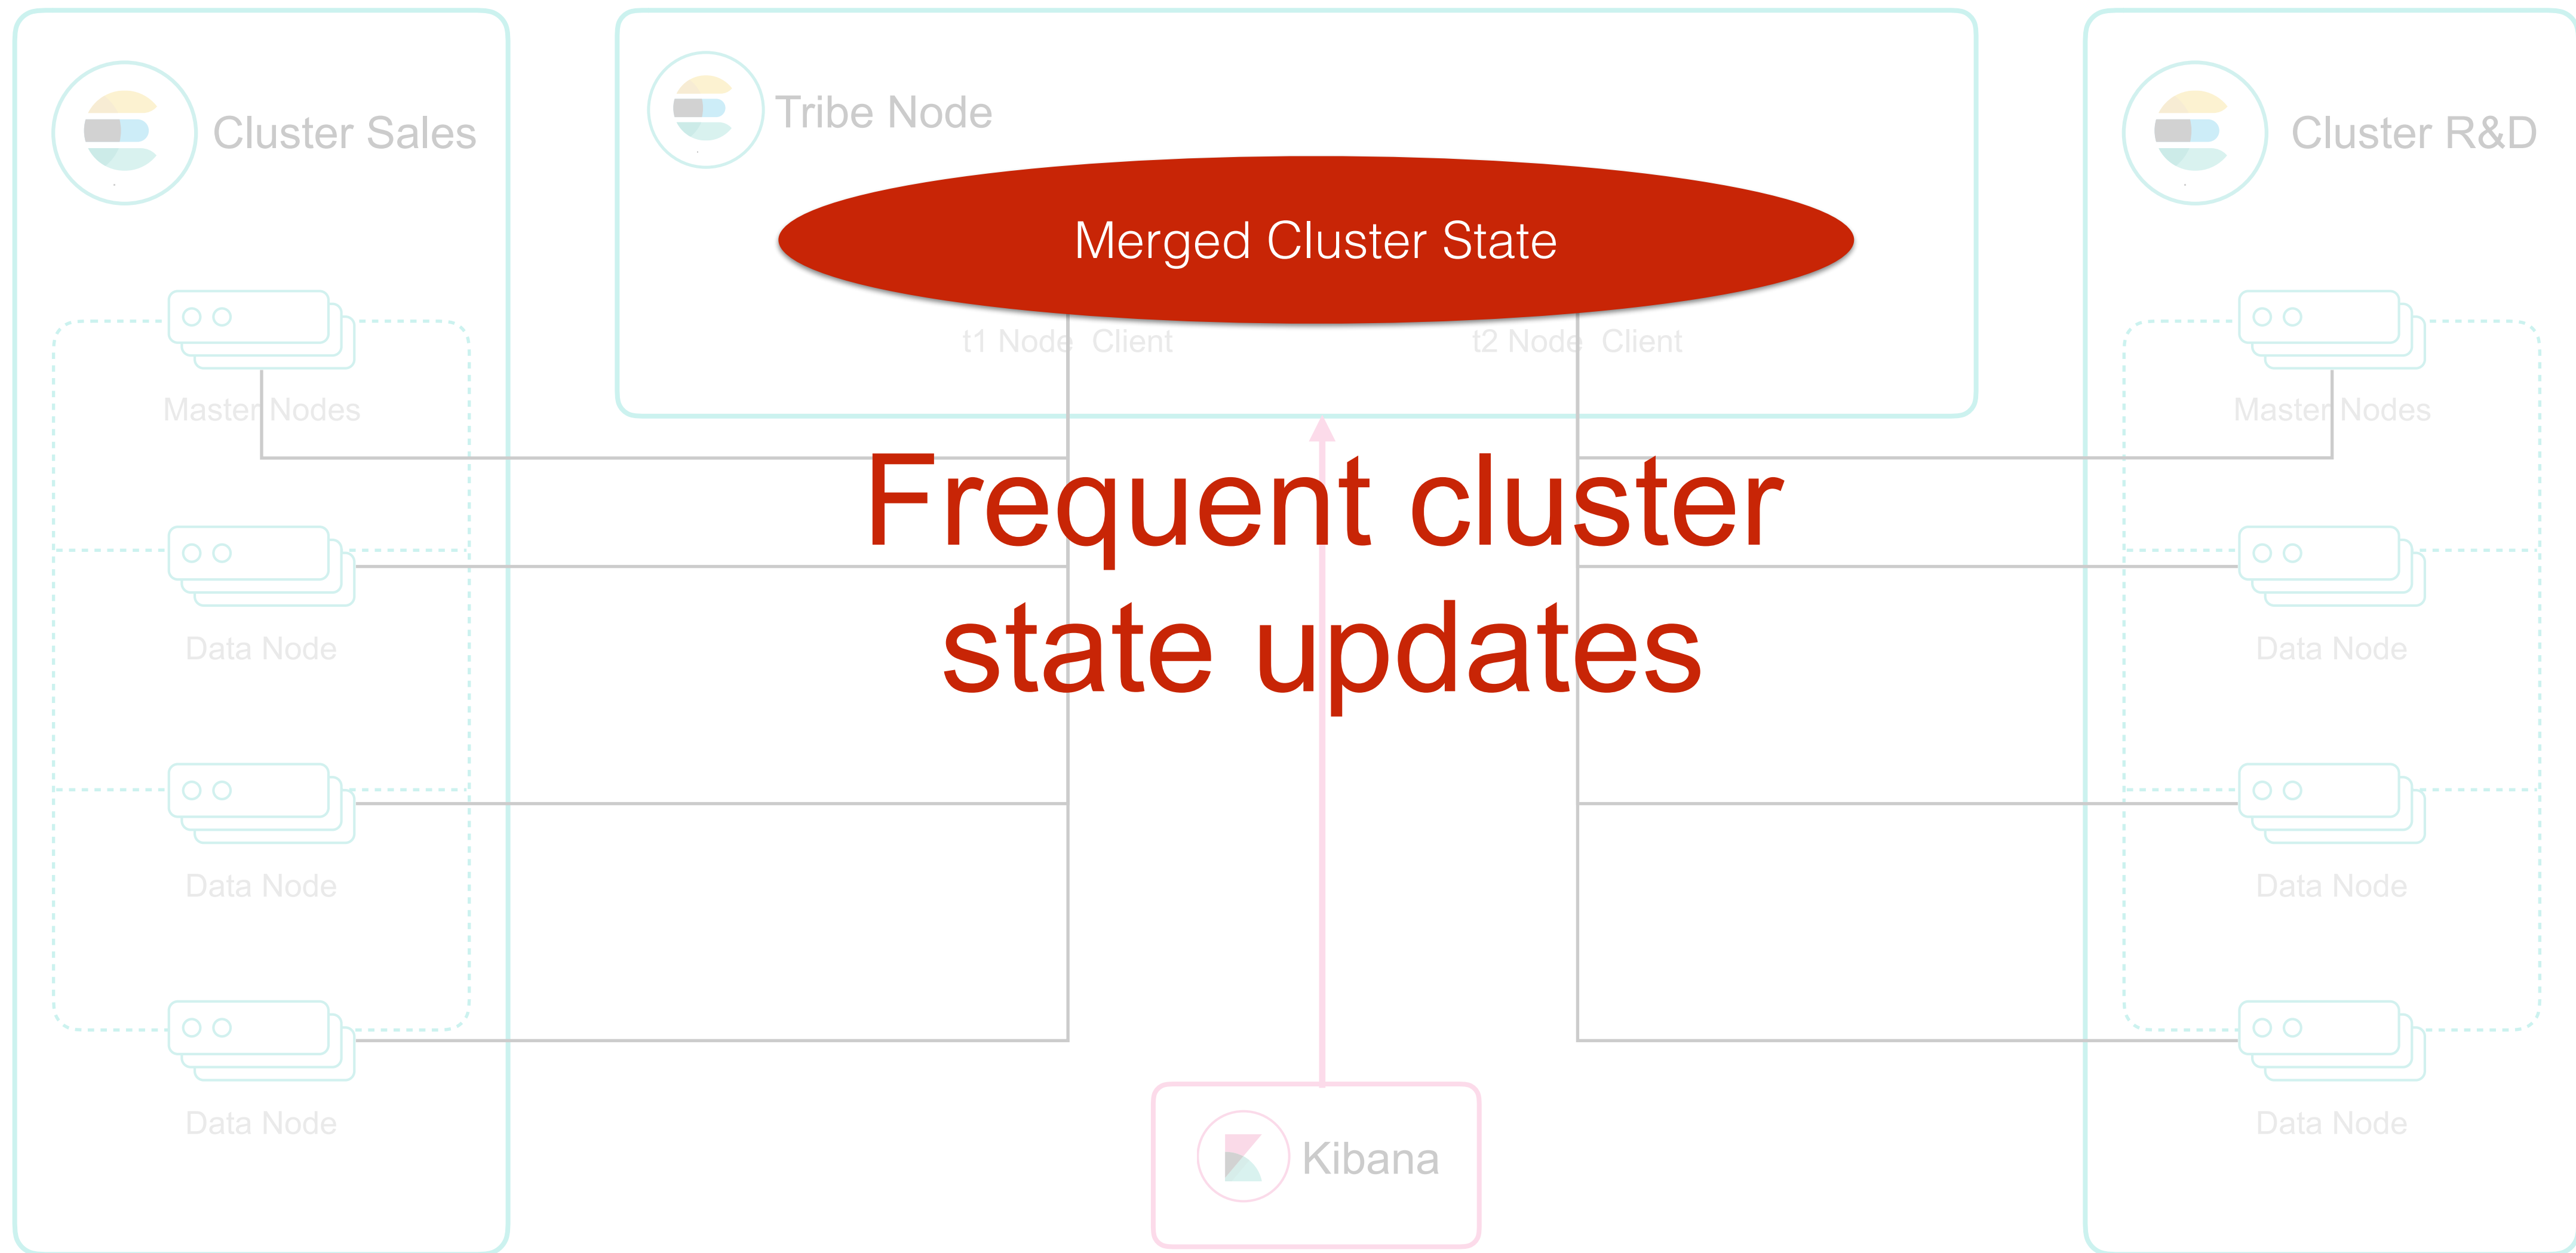 Cluster Sales
Master Nodes
Data Node
Data Node
Data Node
Tribe Node
Merged Cluster State
t1 Node Client
t2 Node Client
Frequent cluster
state updates
Kibana
Cluster R&D
Master Nodes
Data Node
Data Node
Data Node